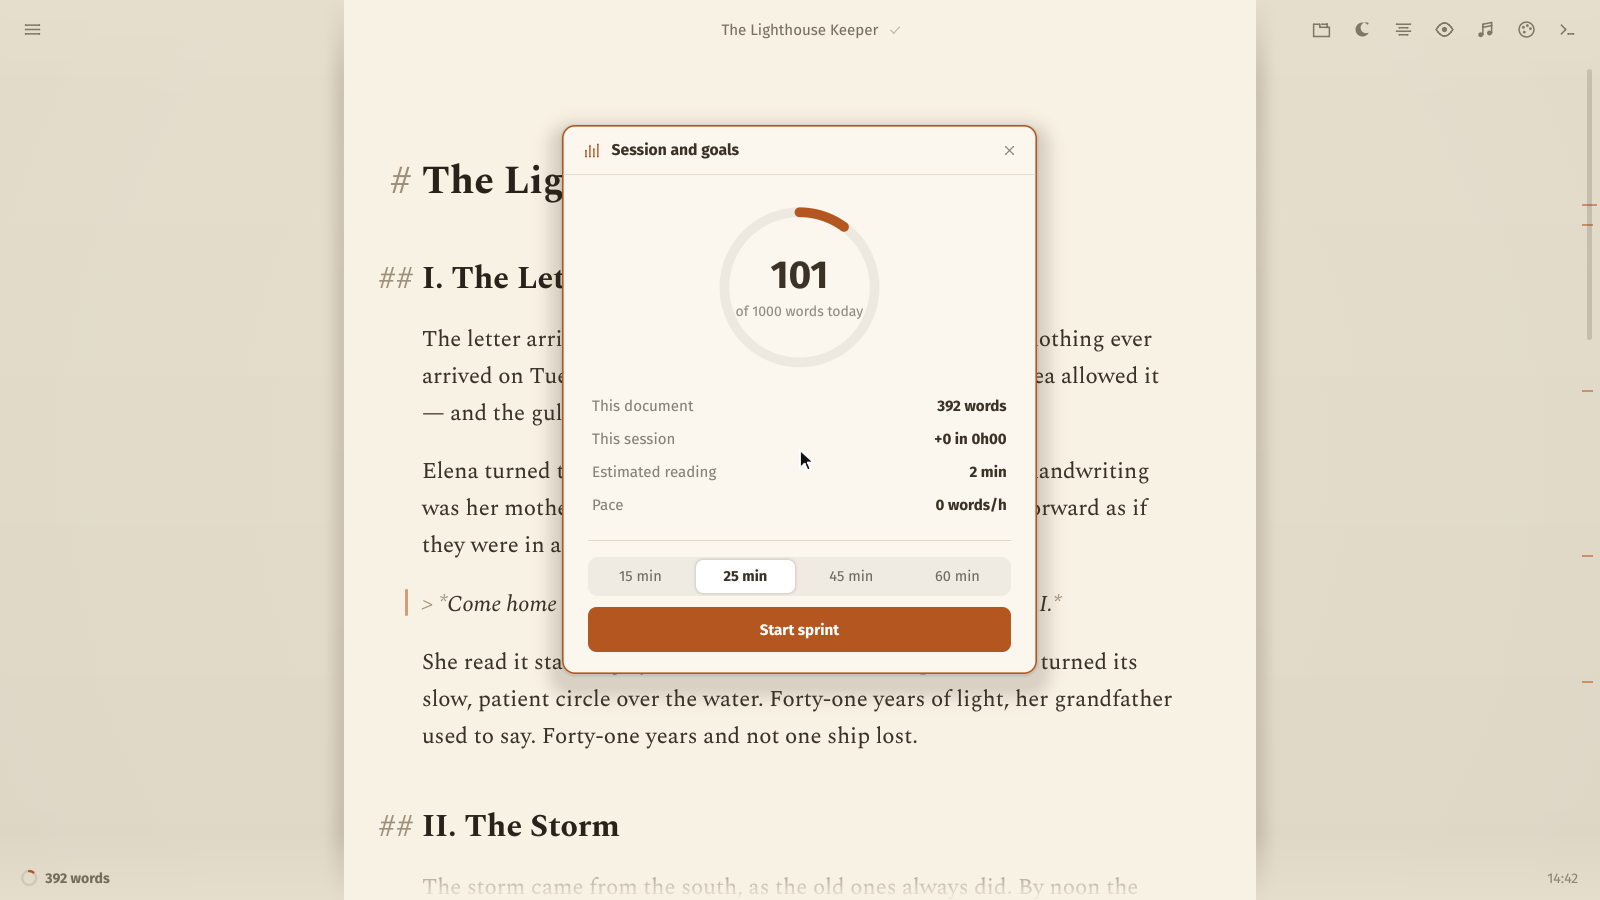 The Lighthouse Keeper
Session and goals
101
of 1000 words today
This document 392 words
This session +0 in 0h00
Estimated reading 2 min
Pace 0 words/h
15 min 25 min 45 min 60 min
Start sprint
# The Lig
## I. The Let
The letter arri othing ever
arrived on Tue ea allowed it
— and the gul
Elena turned t andwriting
was her mothe orward as if
they were in a
> *Come home I.*
She read it sta turned its
slow, patient circle over the water. Forty-one years of light, her grandfather
used to say. Forty-one years and not one ship lost.
## II. The Storm
The storm came from the south, as the old ones always did. By noon the
392 words
14:42